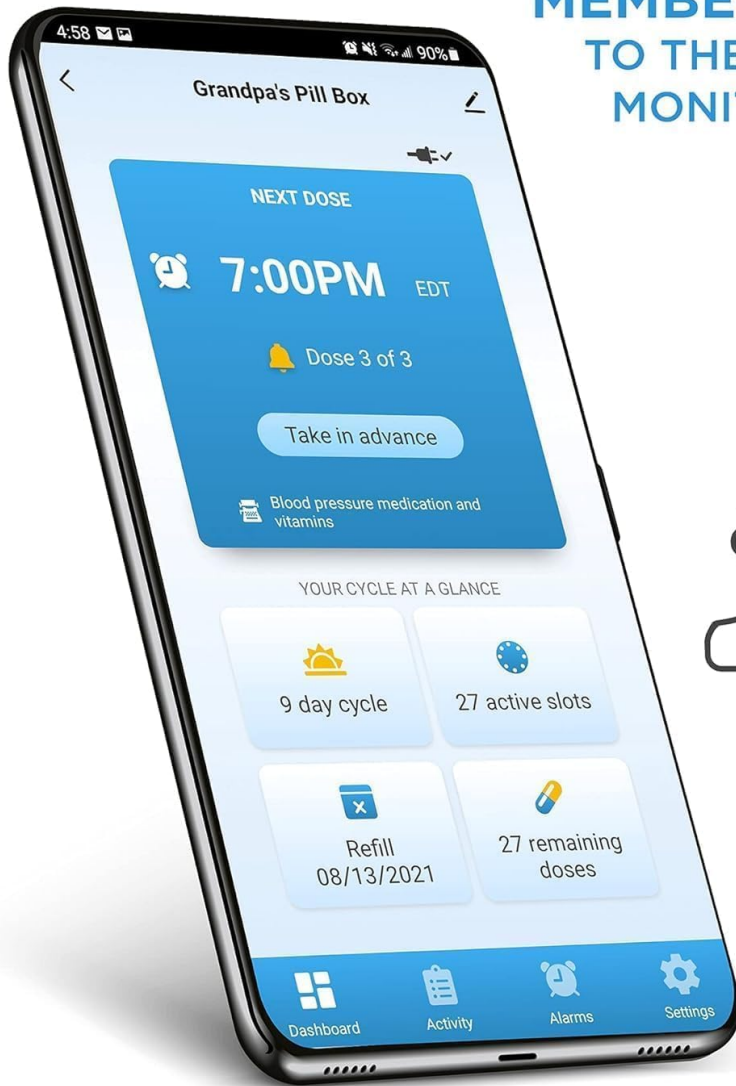 MEMBE
TO THE
MONI
4:58
90%
Grandpa's Pill Box
NEXT DOSE
7:00PM EDT
Dose 3 of 3
Take in advance
Blood pressure medication and
vitamins
YOUR CYCLE AT A GLANCE
9 day cycle
27 active slots
Refill
08/13/2021
27 remaining
doses
Dashboard
Activity
Alarms
Settings